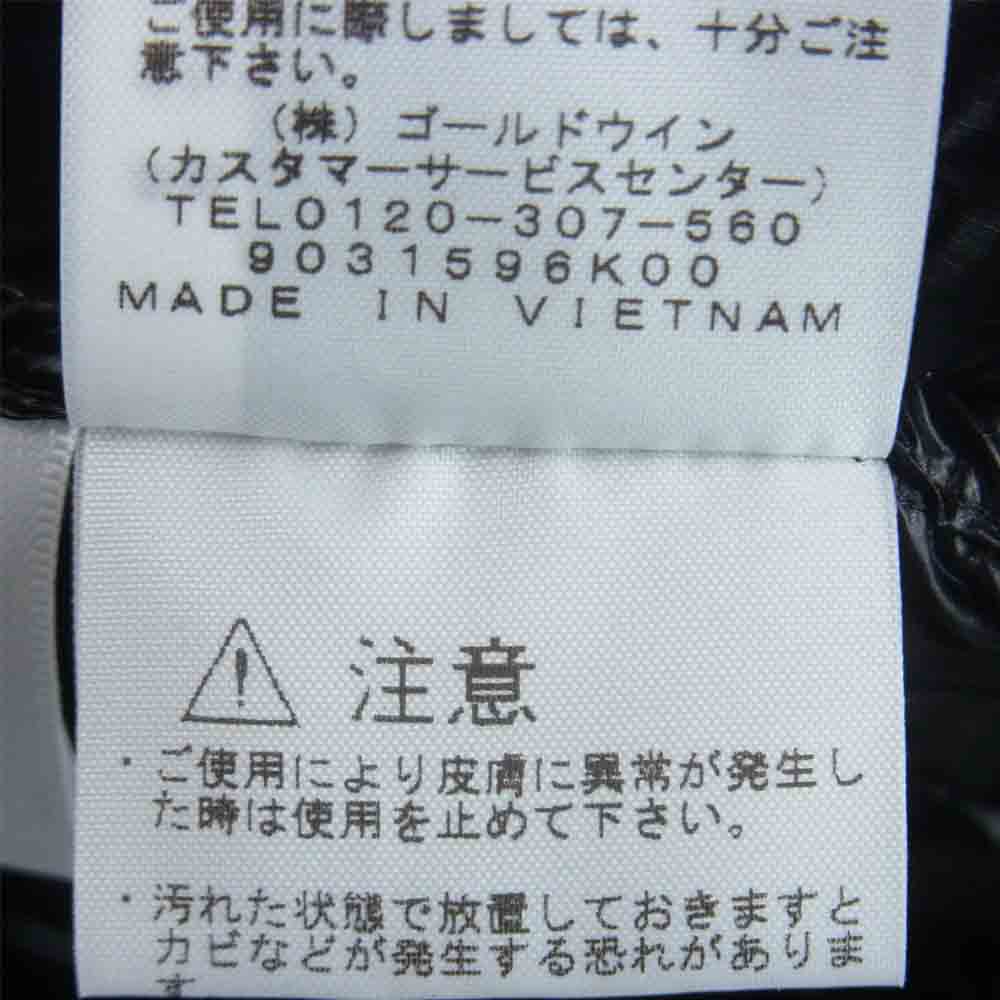 ご使用に際しましては、十分ご注
意下さい。
(株)ゴールドウイン
(カスタマーサービスセンター)
TEL0120-307-560
9031596K00
MADE IN VIETNAM
注意
・ご使用により皮膚に異常が発生し
た時は使用を止めて下さい。
・汚れた状態で放置しておきますと
カビなどが発生する恐れがありま
す